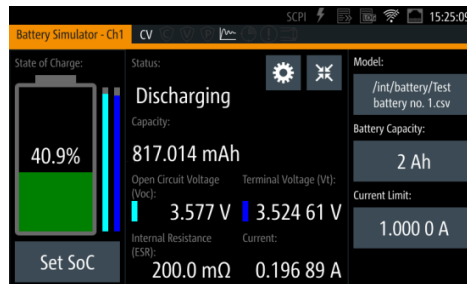 SCPI 15:25:09
Battery Simulator - Ch1 CV
State of Charge:
40.9%
Set SoC
Status:
Discharging
Capacity:
817.014 mAh
Open Circuit Voltage
(Voc):
3.577 V
Terminal Voltage (Vt):
3.524 61 V
Internal Resistance
(ESR):
200.0 mΩ
Current:
0.196 89 A
Model:
/int/battery/Test
battery no. 1.csv
Battery Capacity:
2 Ah
Current Limit:
1.000 0 A